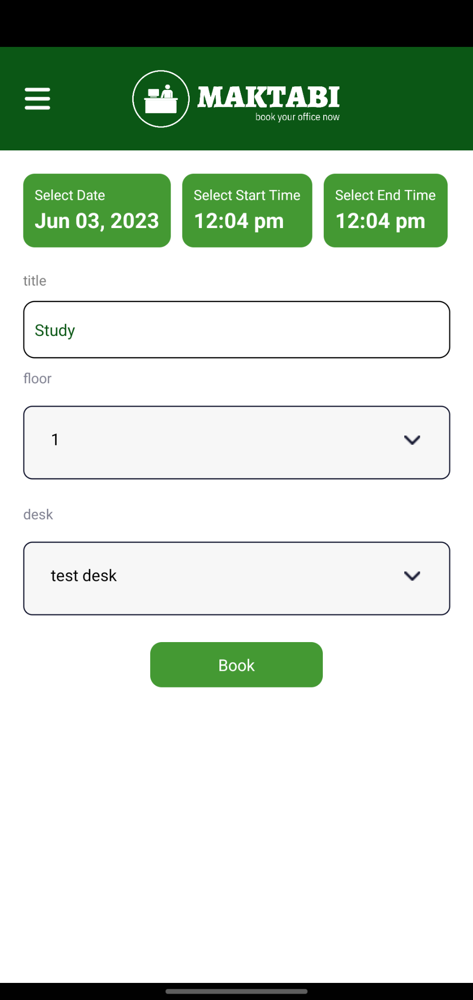 MAKTABI
book your office now
Select Date
Jun 03, 2023
Select Start Time
12:04 pm
Select End Time
12:04 pm
title
Study
floor
1
desk
test desk
Book